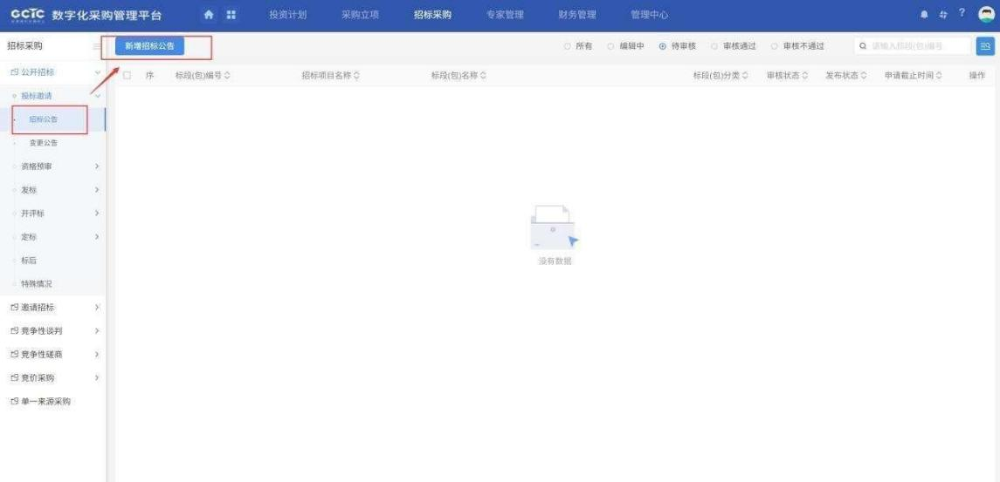 GCTC 数字化采购管理平台 投资计划 采购立项 招标采购 专家管理 财务管理 管理中心 ?
招标采购 新增招标公告 所有 编辑中 待审核 审核通过 审核不通过 请输入标段(包)编号
公开招标
序 标段(包)编号 招标项目名称 标段(包)名称 标段(包)分类 审核状态 发布状态 申请截止时间 操作
投标邀请
招标公告
变更公告
资格预审
发标
开评标
定标
标后
没有数据
特殊情况
邀请招标
竞争性谈判
竞争性磋商
竞价采购
单一来源采购